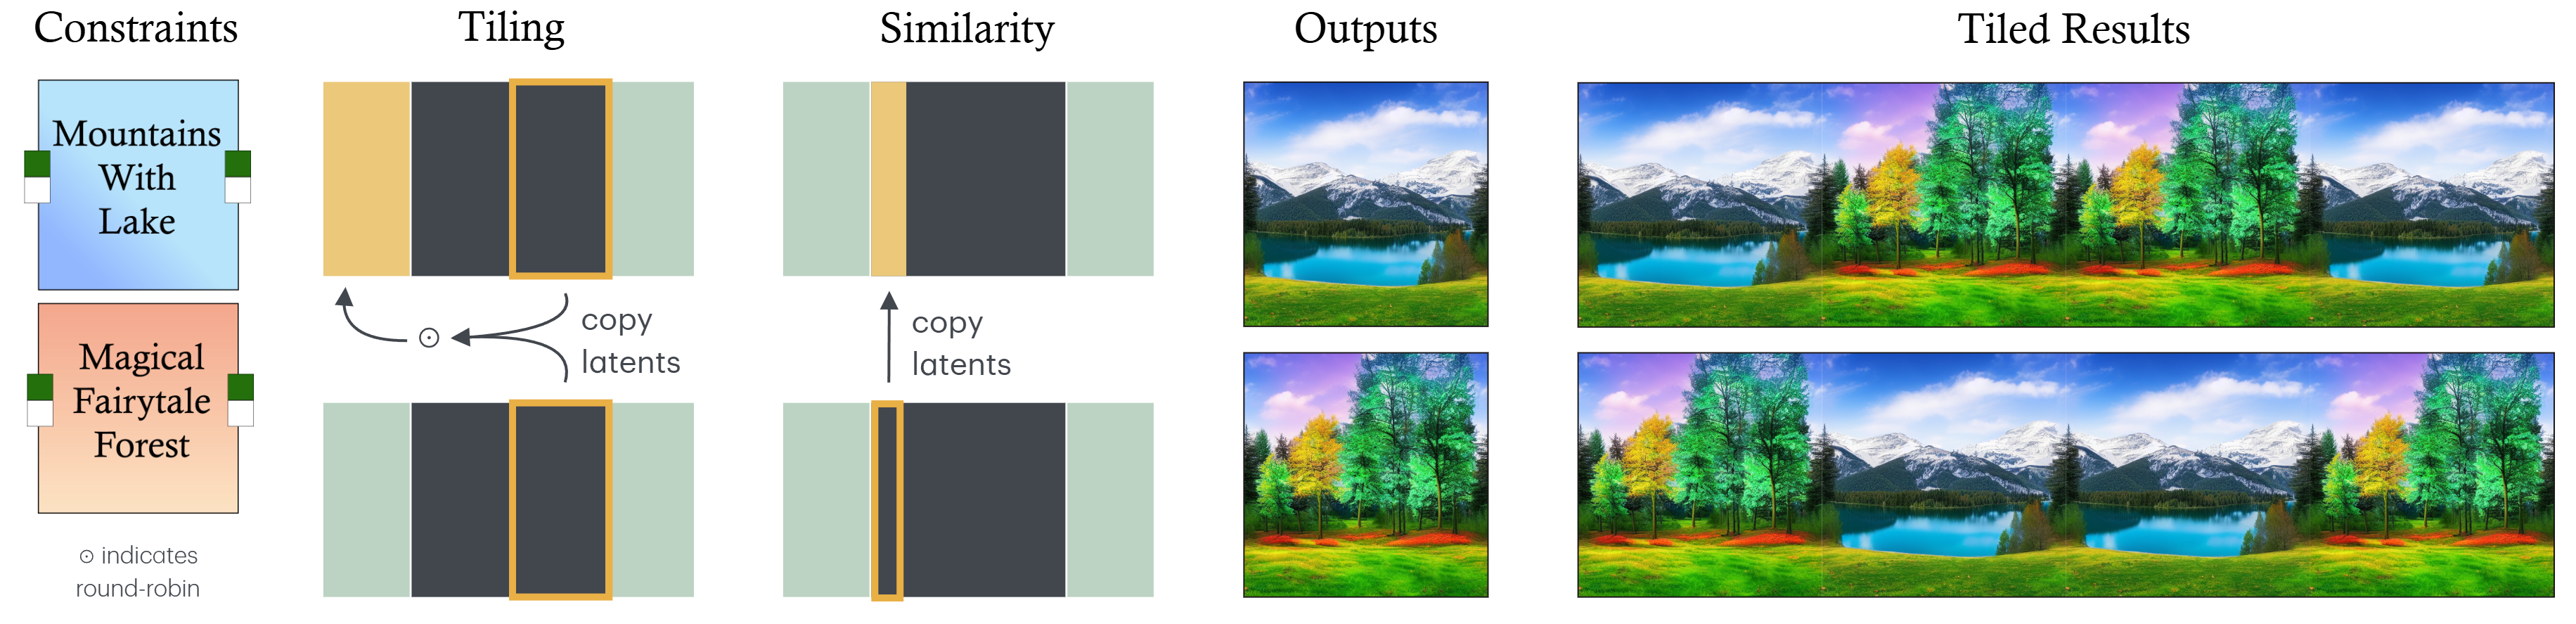 Constraints
Tiling
Similarity
Outputs
Tiled Results
Mountains
With
Lake
Magical
Fairytale
Forest
⊙ indicates
round-robin
⊙
copy
latents
copy
latents